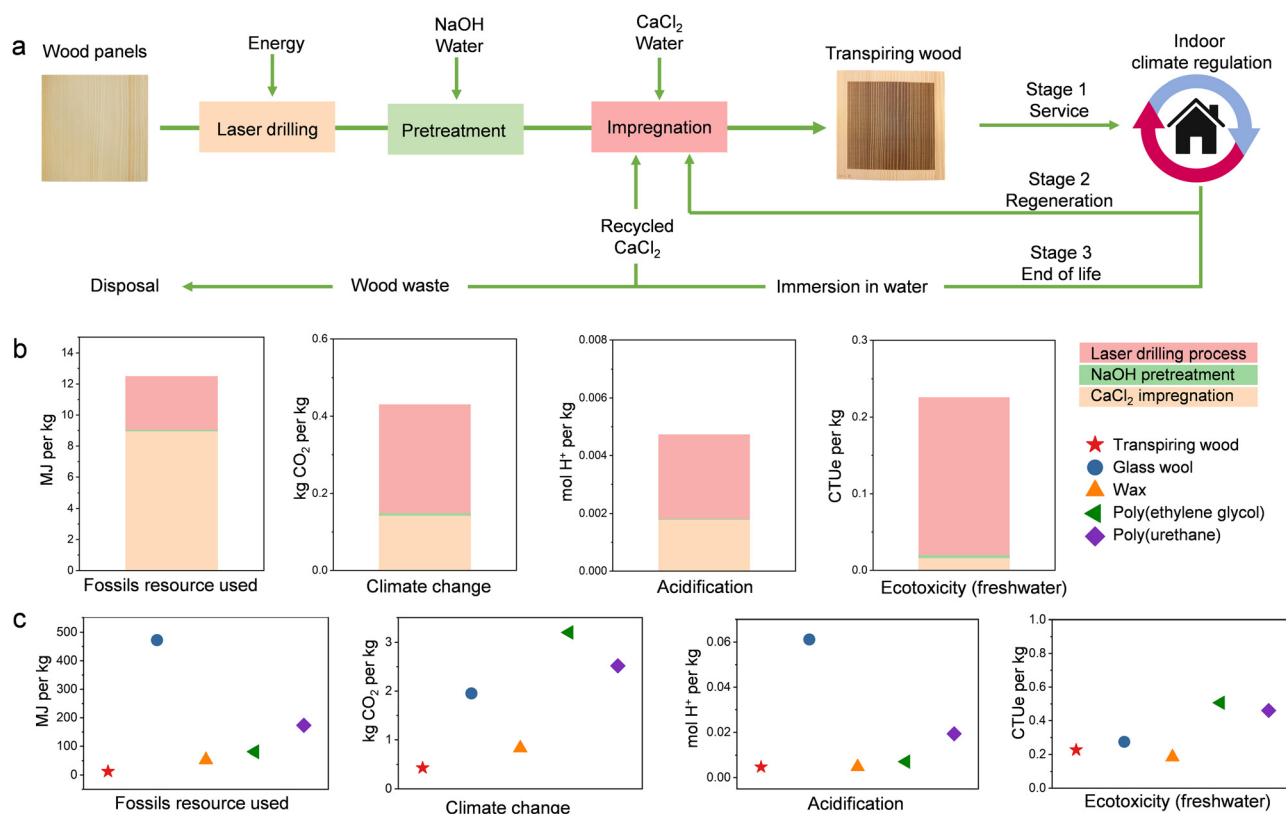 a
Wood panels
Energy
NaOH
Water
CaCl₂
Water
Transpiring wood
Indoor
climate regulation
Laser drilling
Pretreatment
Impregnation
Stage 1
Service
Stage 2
Regeneration
Recycled
CaCl₂
Stage 3
End of life
Disposal
Wood waste
Immersion in water
b
MJ per kg
14
12
10
8
6
4
2
0
Fossils resource used
kg CO₂ per kg
0.6
0.4
0.2
0.0
Climate change
mol H⁺ per kg
0.008
0.006
0.004
0.002
0.000
Acidification
CTUe per kg
0.3
0.2
0.1
0.0
Ecotoxicity (freshwater)
Laser drilling process
NaOH pretreatment
CaCl₂ impregnation
Transpiring wood
Glass wool
Wax
Poly(ethylene glycol)
Poly(urethane)
c
MJ per kg
500
400
300
200
100
0
Fossils resource used
kg CO₂ per kg
3
2
1
0
Climate change
mol H⁺ per kg
0.06
0.04
0.02
0.00
Acidification
CTUe per kg
1.0
0.8
0.6
0.4
0.2
0.0
Ecotoxicity (freshwater)